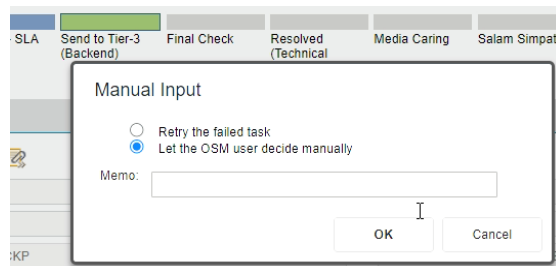 SLA
Send to Tier-3
(Backend)
Final Check
Resolved
(Technical
Media Caring
Salam Simpat
Manual Input
Retry the failed task
Let the OSM user decide manually
Memo:
OK
Cancel
KP